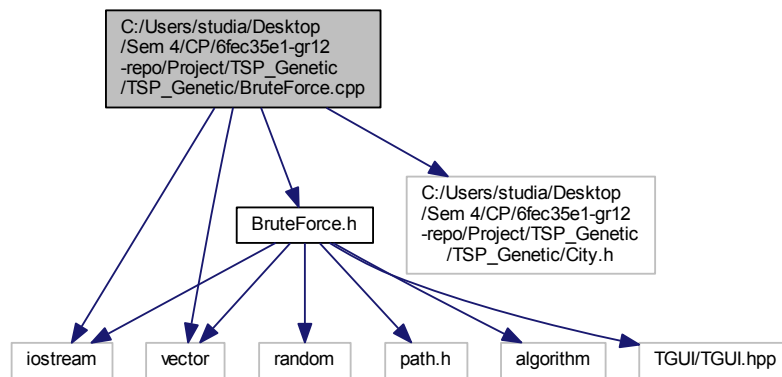 C:/Users/studia/Desktop
/Sem 4/CP/6fec35e1-gr12
-repo/Project/TSP_Genetic
/TSP_Genetic/BruteForce.cpp
C:/Users/studia/Desktop
/Sem 4/CP/6fec35e1-gr12
-repo/Project/TSP_Genetic
/TSP_Genetic/City.h
BruteForce.h
iostream
vector
random
path.h
algorithm
TGUI/TGUI.hpp